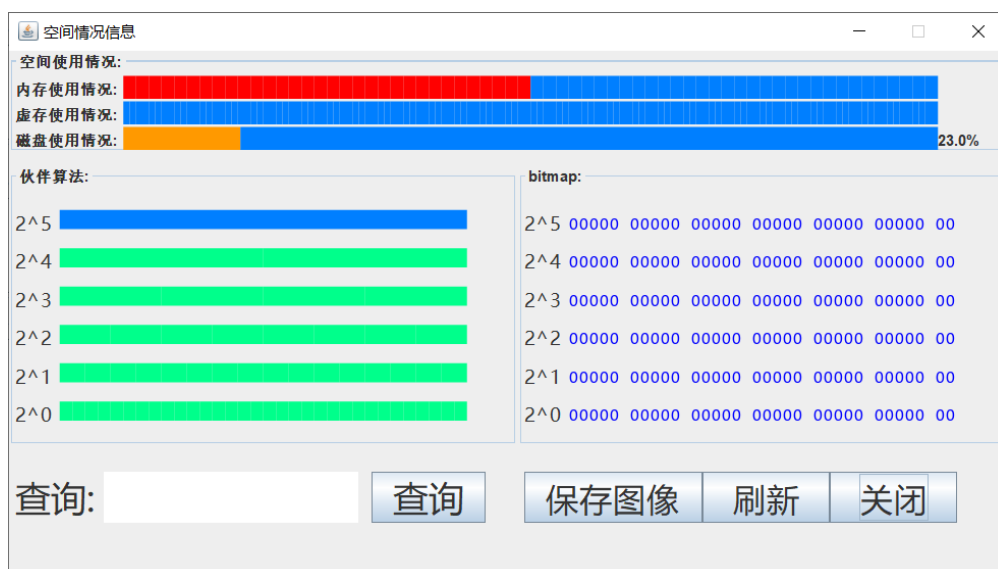 空间情况信息
空间使用情况:
内存使用情况:
虚存使用情况:
磁盘使用情况: 23.0%
伙伴算法:
2^5
2^4
2^3
2^2
2^1
2^0
bitmap:
2^5 00000 00000 00000 00000 00000 00000 00
2^4 00000 00000 00000 00000 00000 00000 00
2^3 00000 00000 00000 00000 00000 00000 00
2^2 00000 00000 00000 00000 00000 00000 00
2^1 00000 00000 00000 00000 00000 00000 00
2^0 00000 00000 00000 00000 00000 00000 00
查询: 查询 保存图像 刷新 关闭